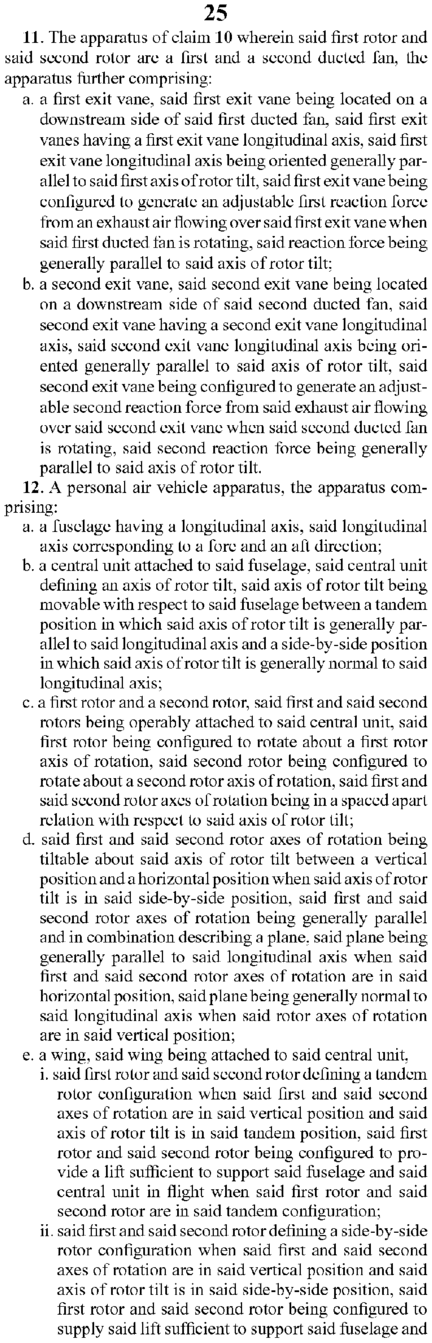 25
11. The apparatus of claim 10 wherein said first rotor and
said second rotor are a first and a second ducted fan, the
apparatus further comprising:
a. a first exit vane, said first exit vane being located on a
downstream side of said first ducted fan, said first exit
vanes having a first exit vane longitudinal axis, said first
exit vane longitudinal axis being oriented generally par-
allel to said first axis of rotor tilt, said first exit vane being
configured to generate an adjustable first reaction force
from an exhaust air flowing over said first exit vane when
said first ducted fan is rotating, said reaction force being
generally parallel to said axis of rotor tilt;
b. a second exit vane, said second exit vane being located
on a downstream side of said second ducted fan, said
second exit vane having a second exit vane longitudinal
axis, said second exit vane longitudinal axis being ori-
ented generally parallel to said axis of rotor tilt, said
second exit vane being configured to generate an adjust-
able second reaction force from said exhaust air flowing
over said second exit vane when said second ducted fan
is rotating, said second reaction force being generally
parallel to said axis of rotor tilt.
12. A personal air vehicle apparatus, the apparatus com-
prising:
a. a fuselage having a longitudinal axis, said longitudinal
axis corresponding to a fore and an aft direction;
b. a central unit attached to said fuselage, said central unit
defining an axis of rotor tilt, said axis of rotor tilt being
movable with respect to said fuselage between a tandem
position in which said axis of rotor tilt is generally par-
allel to said longitudinal axis and a side-by-side position
in which said axis of rotor tilt is generally normal to said
longitudinal axis;
c. a first rotor and a second rotor, said first and said second
rotors being operably attached to said central unit, said
first rotor being configured to rotate about a first rotor
axis of rotation, said second rotor being configured to
rotate about a second rotor axis of rotation, said first and
said second rotor axes of rotation being in a spaced apart
relation with respect to said axis of rotor tilt;
d. said first and said second rotor axes of rotation being
tiltable about said axis of rotor tilt between a vertical
position and a horizontal position when said axis of rotor
tilt is in said side-by-side position, said first and said
second rotor axes of rotation being generally parallel
and in combination describing a plane, said plane being
generally parallel to said longitudinal axis when said
first and said second rotor axes of rotation are in said
horizontal position, said plane being generally normal to
said longitudinal axis when said rotor axes of rotation
are in said vertical position;
e. a wing, said wing being attached to said central unit,
i. said first rotor and said second rotor defining a tandem
rotor configuration when said first and said second
axes of rotation are in said vertical position and said
axis of rotor tilt is in said tandem position, said first
rotor and said second rotor being configured to pro-
vide a lift sufficient to support said fuselage and said
central unit in flight when said first rotor and said
second rotor are in said tandem configuration;
ii. said first and said second rotor defining a side-by-side
rotor configuration when said first and said second
axes of rotation are in said vertical position and said
axis of rotor tilt is in said side-by-side position, said
first rotor and said second rotor being configured to
supply said lift sufficient to support said fuselage and